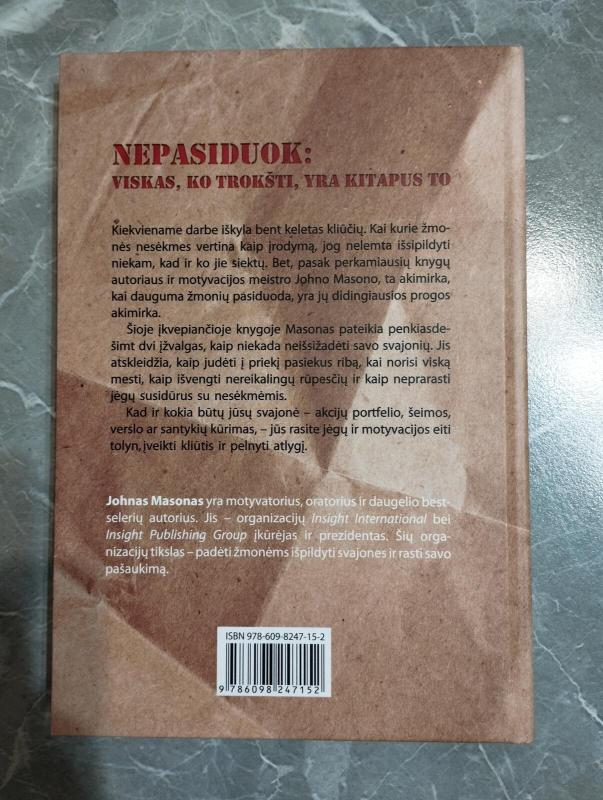 NEPASIDUOK:
VISKAS, KO TROKŠTI, YRA KITAPUS TO
Kiekviename darbe iškyla bent keletas kliūčių. Kai kurie žmo-
nės nesėkmes vertina kaip įrodymą, jog nelemta išsipildyti
niekam, kad ir ko jie siektų. Bet, pasak perkamiausių knygų
autoriaus ir motyvacijos meistro Johno Masono, ta akimirka,
kai dauguma žmonių pasiduoda, yra jų didingiausios progos
akimirka.
Šioje įkvepiančioje knygoje Masonas pateikia penkiasde-
šimt dvi įžvalgas, kaip niekada neišsižadėti savo svajonių. Jis
atskleidžia, kaip judėti į priekį pasiekus ribą, kai norisi viską
mesti, kaip išvengti nereikalingų rūpesčių ir kaip neprarasti
jėgų susidūrus su nesėkmėmis.
Kad ir kokia būtų jūsų svajonė – akcijų portfelio, šeimos,
verslo ar santykių kūrimas, – jūs rasite jėgų ir motyvacijos eiti
tolyn, įveikti kliūtis ir pelnyti atlygį.
Johnas Masonas yra motyvatorius, oratorius ir daugelio best-
selerių autorius. Jis – organizacijų Insight International bei
Insight Publishing Group įkūrėjas ir prezidentas. Šių orga-
nizacijų tikslas – padėti žmonėms išpildyti svajones ir rasti savo
pašaukimą.
ISBN 978-609-8247-15-2
9 786098 247152